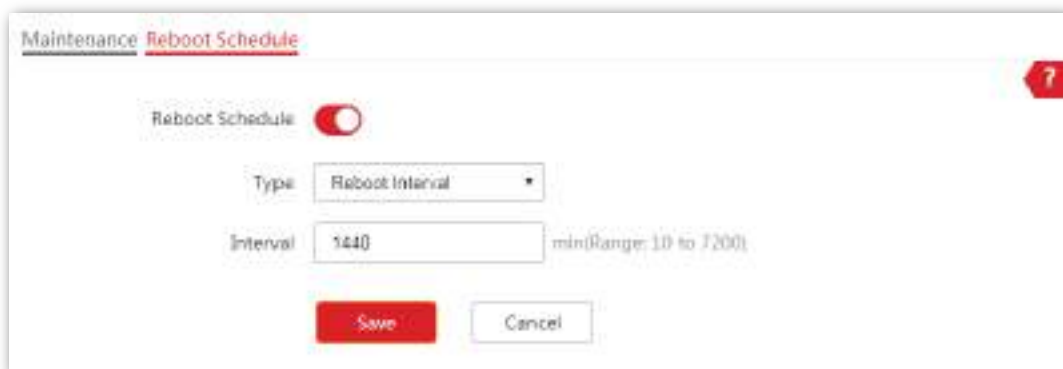 Maintenance Reboot Schedule
?
Reboot Schedule
Type Reboot Interval
Interval 1440 min(Range: 10 to 7200)
Save Cancel